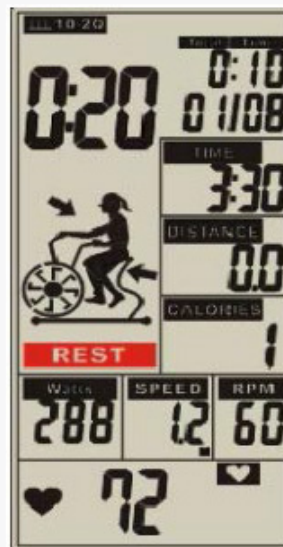 10-20
0:20
0:10
01/08
TIME
3:30
DISTANCE
0.0
CALORIES
1
REST
Watts SPEED RPM
288 1.2 60
72